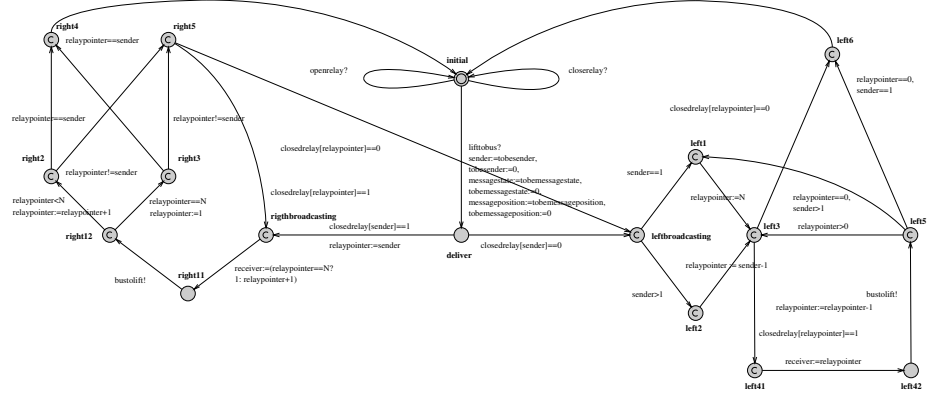 right4
right5
relaypointer==sender
left6
initial
openrelay?
closerelay?
relaypointer==0,
sender==1
closedrelay[relaypointer]==0
relaypointer==sender
relaypointer!=sender
right2
right3
closedrelay[relaypointer]==0
lifttobus?
sender:=tobesender,
tobesender:=0,
messagestate:=tobemessagestate,
tobemessagestate:=0,
messageposition:=tobemessageposition,
tobemessageposition:=0
left1
relaypointer!=sender
sender==1
relaypointer<N
relaypointer:=relaypointer+1
relaypointer==N
relaypointer:=1
closedrelay[relaypointer]==1
relaypointer:=N
relaypointer==0,
sender>1
rigthbroadcasting
closedrelay[sender]==1
left3
left5
relaypointer>0
right12
leftbroadcasting
relaypointer:=sender
deliver
closedrelay[sender]==0
right11
receiver:=(relaypointer==N?
1: relaypointer+1)
bustolift!
relaypointer := sender-1
sender>1
bustolift!
relaypointer:=relaypointer-1
left2
closedrelay[relaypointer]==1
receiver:=relaypointer
left41
left42